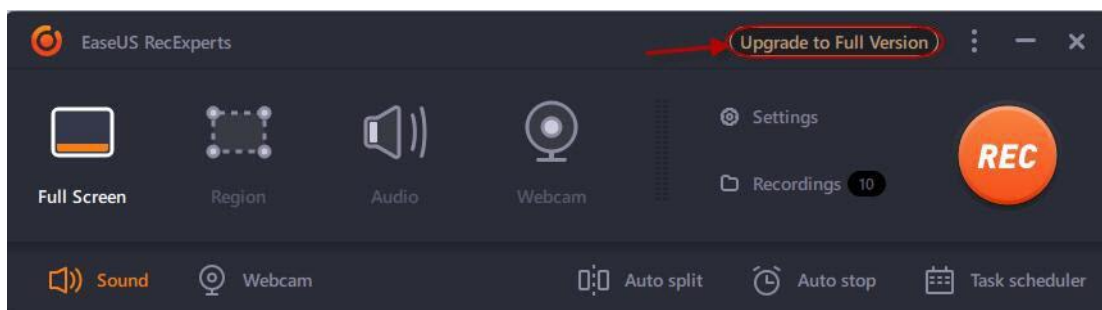 EaseUS RecExperts
Upgrade to Full Version
Settings
REC
Recordings 10
Full Screen Region Audio Webcam
Sound Webcam Auto split Auto stop Task scheduler